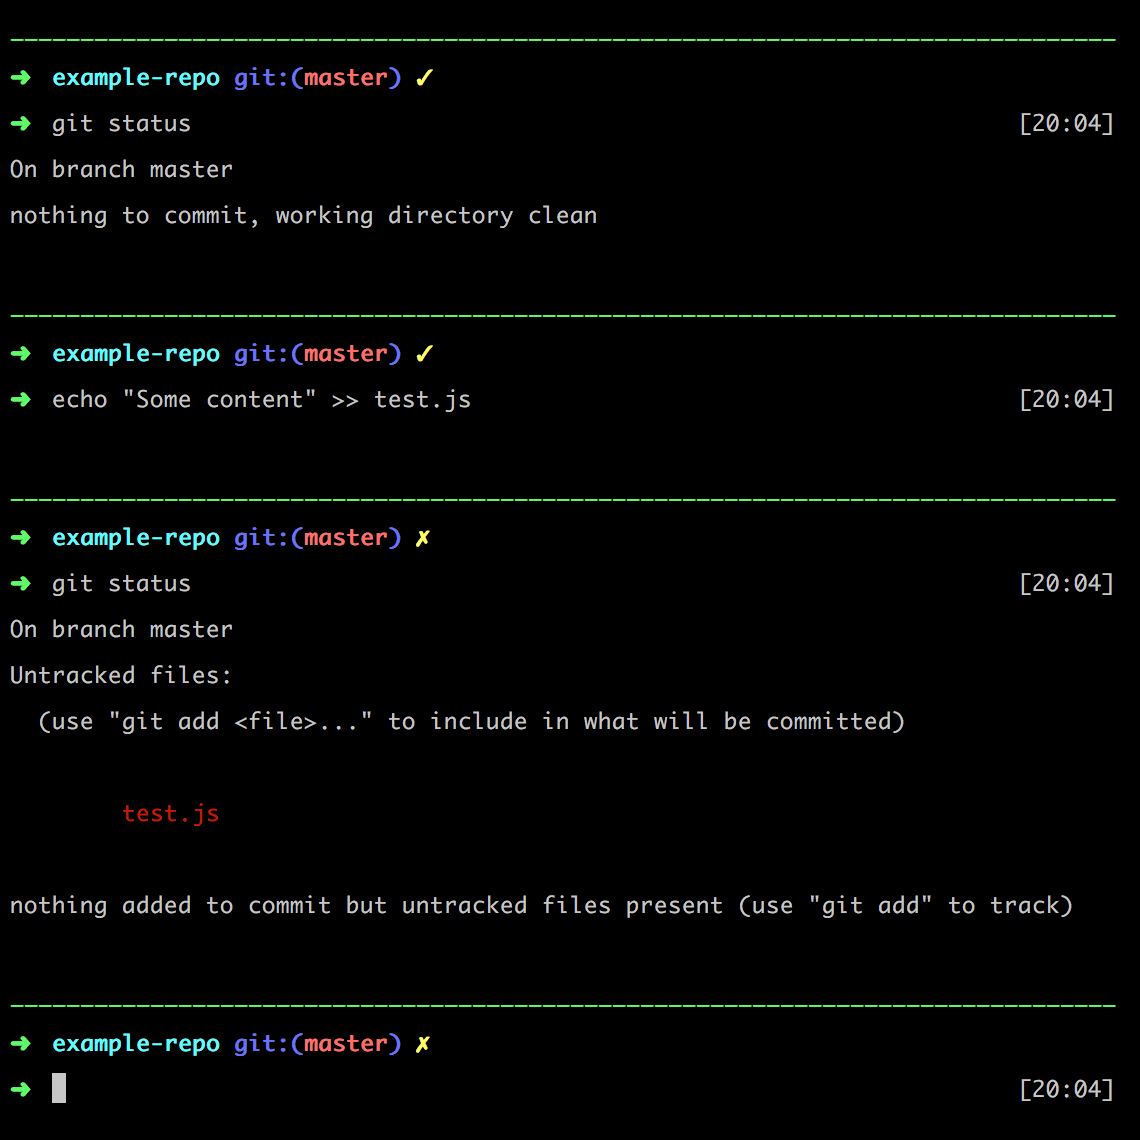 ➜  example-repo git:(master) ✓
➜  git status [20:04]
On branch master
nothing to commit, working directory clean
➜  example-repo git:(master) ✓
➜  echo "Some content" >> test.js [20:04]
➜  example-repo git:(master) ✗
➜  git status [20:04]
On branch master
Untracked files:
  (use "git add <file>..." to include in what will be committed)
        test.js
nothing added to commit but untracked files present (use "git add" to track)
➜  example-repo git:(master) ✗
➜  [20:04]